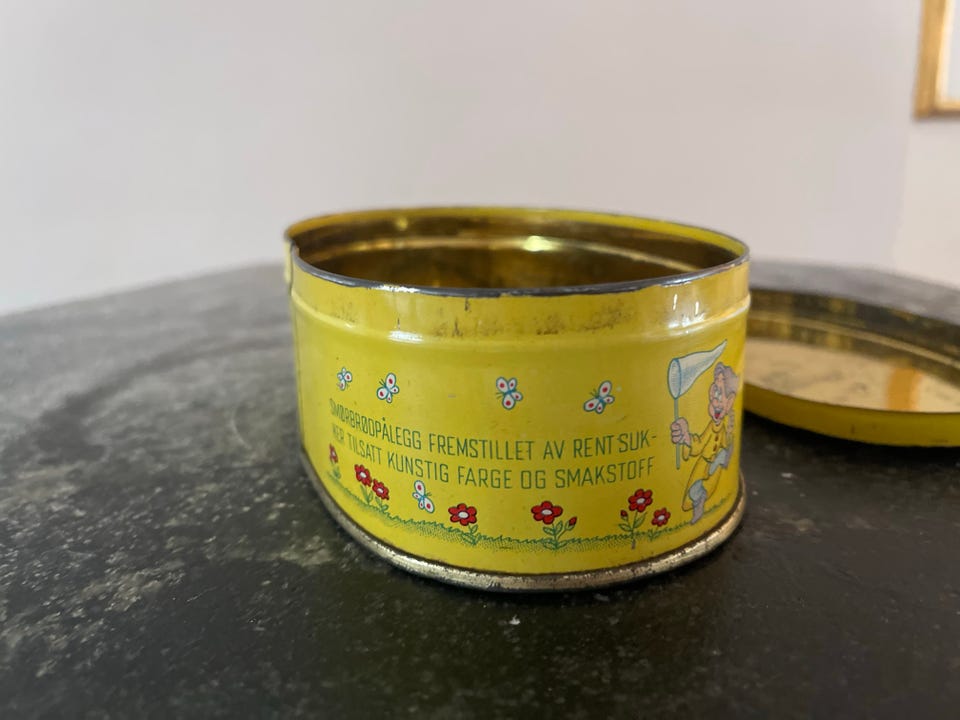 SMØRBRØDPÅLEGG FREMSTILLET AV RENT SUK-
KER TILSATT KUNSTIG FARGE OG SMAKSTOFF